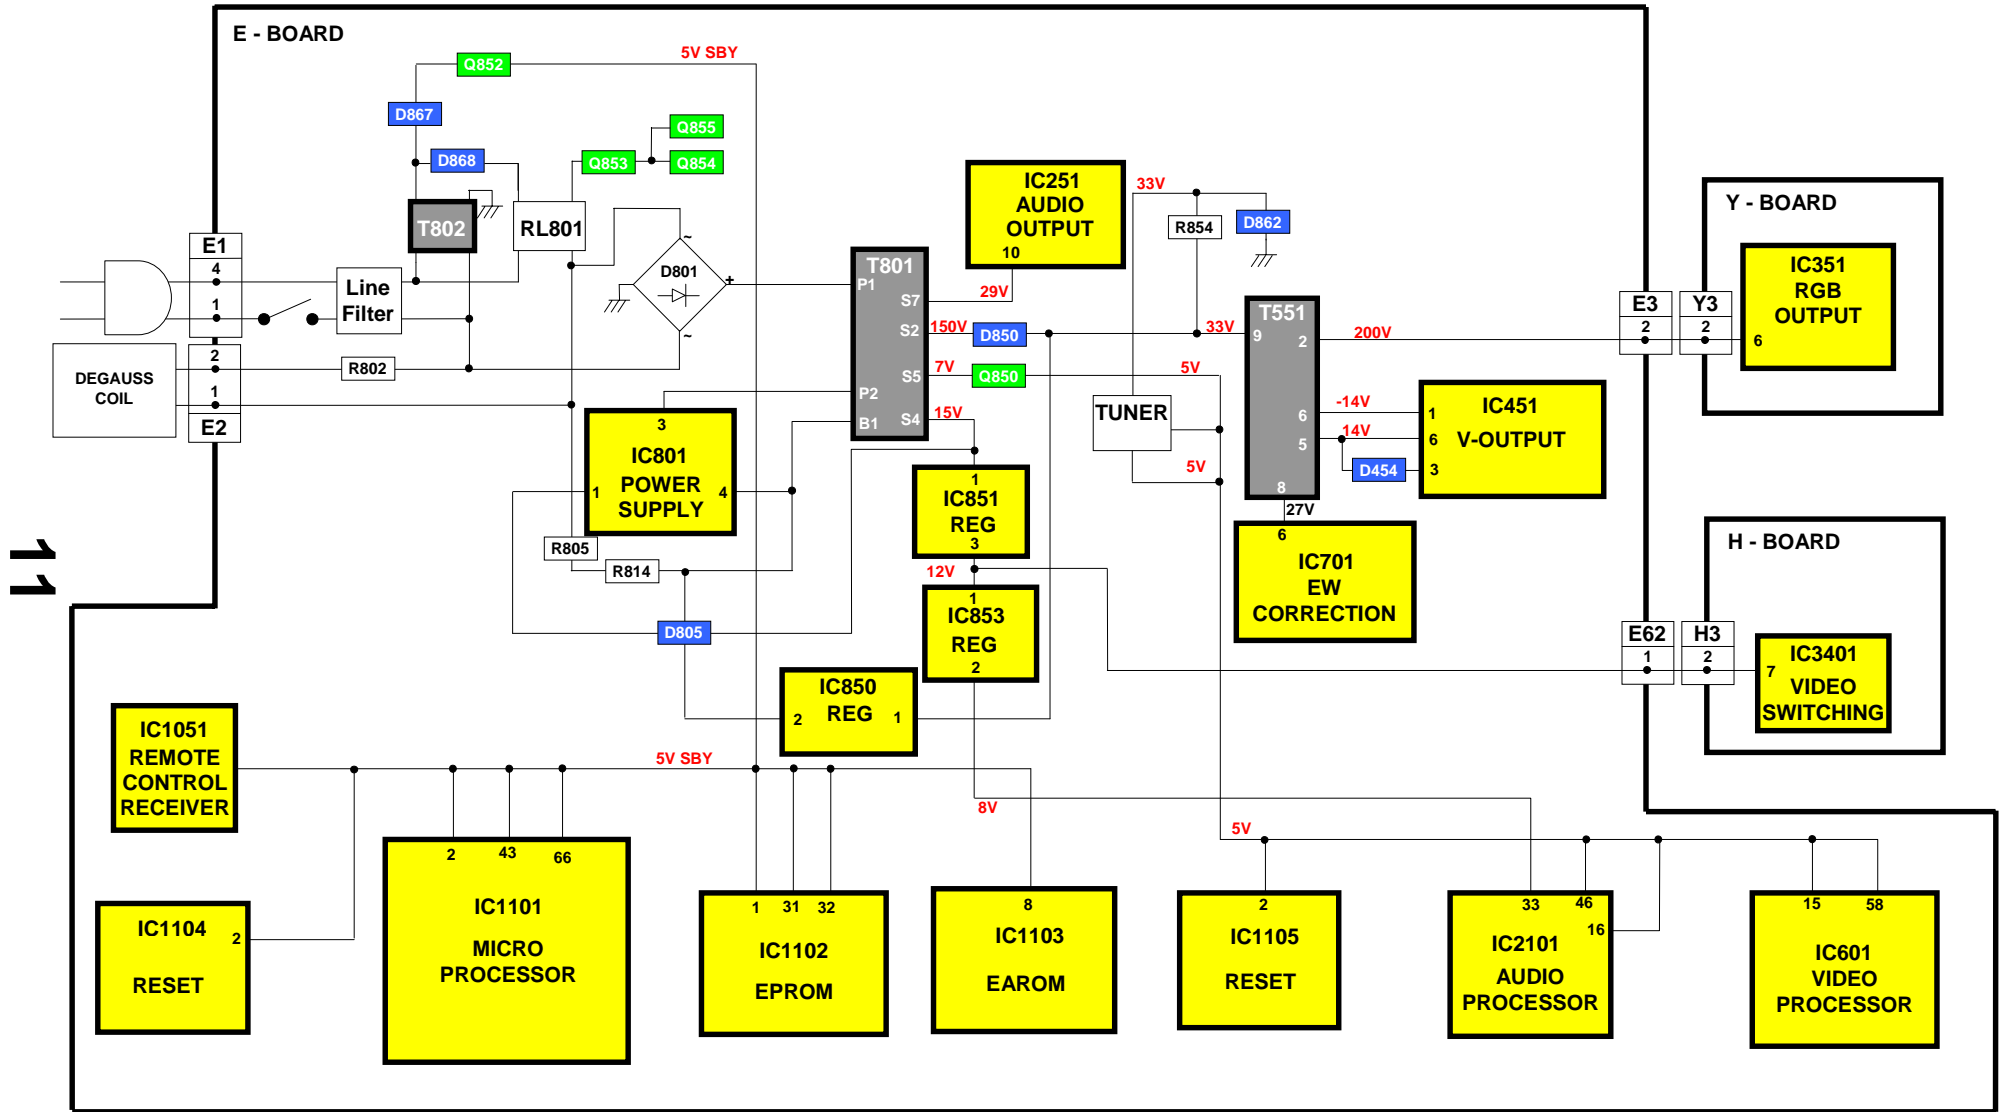 E - BOARD
Q852
5V SBY
D867
Q855
D868
Q853
Q854
T802
RL801
E1
4
1
Line
Filter
~
D801
+
~
DEGAUSS
COIL
2
1
E2
R802
T801
P1
S7
S2
S5
P2
B1
S4
29V
150V
D850
7V
Q850
15V
IC251
AUDIO
OUTPUT
10
33V
R854
D862
33V
5V
TUNER
5V
T551
9
2
6
5
8
200V
-14V
14V
D454
27V
1
6
3
IC451
V-OUTPUT
E3
2
Y3
2
Y - BOARD
IC351
RGB
OUTPUT
6
3
IC801
POWER
SUPPLY
1
4
R805
R814
D805
1
IC851
REG
3
12V
1
IC853
REG
2
6
IC701
EW
CORRECTION
H - BOARD
E62
1
H3
2
IC3401
7
VIDEO
SWITCHING
IC850
REG
2
1
11
IC1051
REMOTE
CONTROL
RECEIVER
5V SBY
8V
5V
IC1104
2
RESET
2
43
66
IC1101
MICRO
PROCESSOR
1
31
32
IC1102
EPROM
8
IC1103
EAROM
2
IC1105
RESET
33
46
16
IC2101
AUDIO
PROCESSOR
15
58
IC601
VIDEO
PROCESSOR